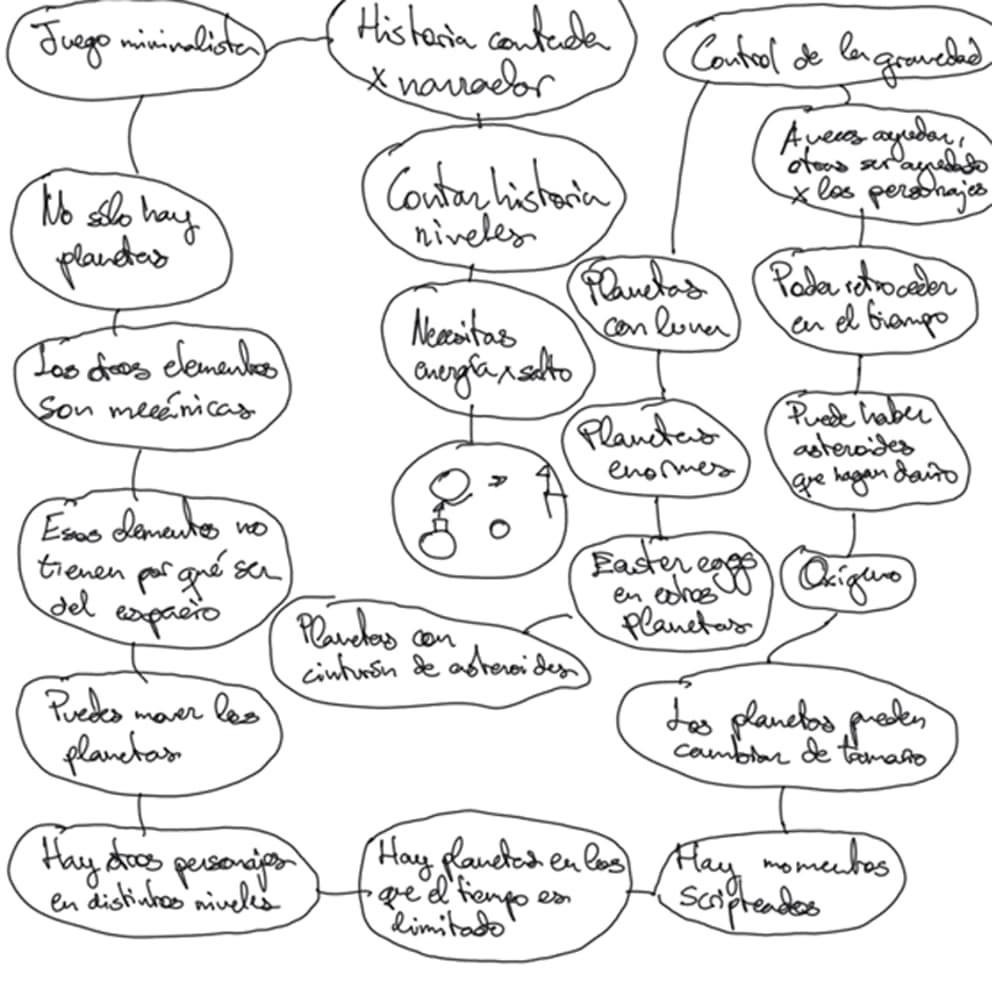 Juego minimalista
Historia contada
x narrador
Control de la gravedad
A veces ayudar,
otras ser ayudado
x los personajes
No sólo hay
planetas
Contar historia
niveles
Planetas
con luna
Poder retroceder
en el tiempo
Los otros elementos
son mecánicas
Necesitas
energía x salto
Planetas
enormes
Puede haber
asteroides
que hagan daño
Esos elementos no
tienen por qué ser
del espacio
Easter eggs
en otros
planetas
Oxígeno
Planetas con
cinturón de asteroides
Puedes mover los
planetas
Los planetas pueden
cambiar de tamaño
Hay otros personajes
en distintos niveles
Hay planetas en los
que el tiempo es
limitado
Hay momentos
scripteados